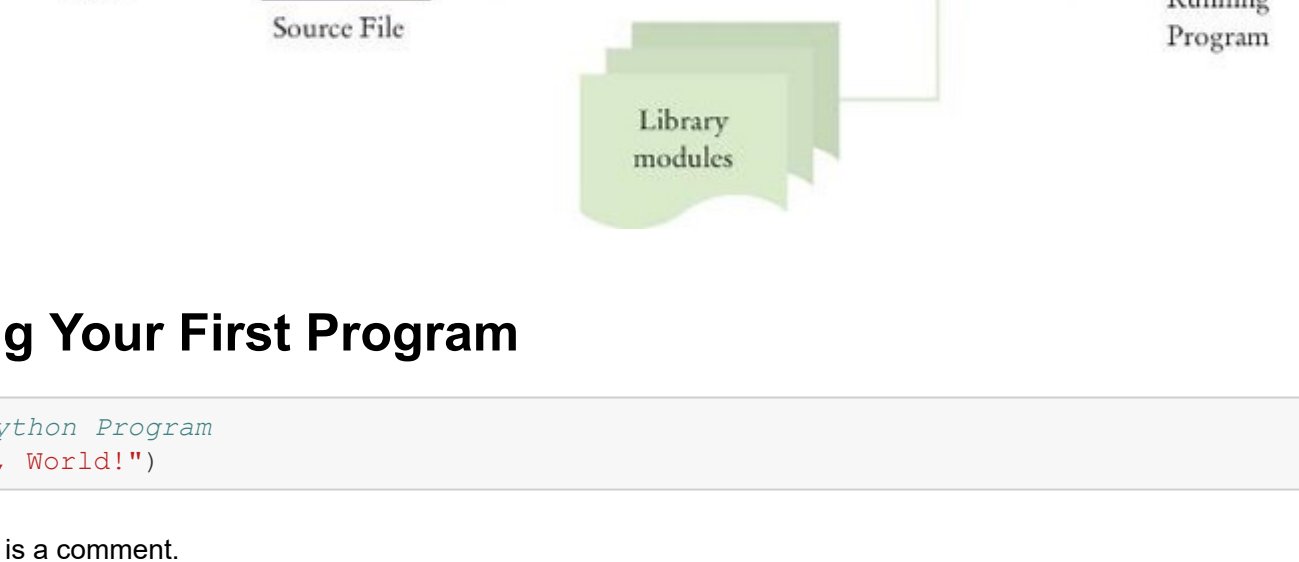 Running
Source File
Program
Library
modules
g Your First Program
ython Program
, World!")
is a comment.